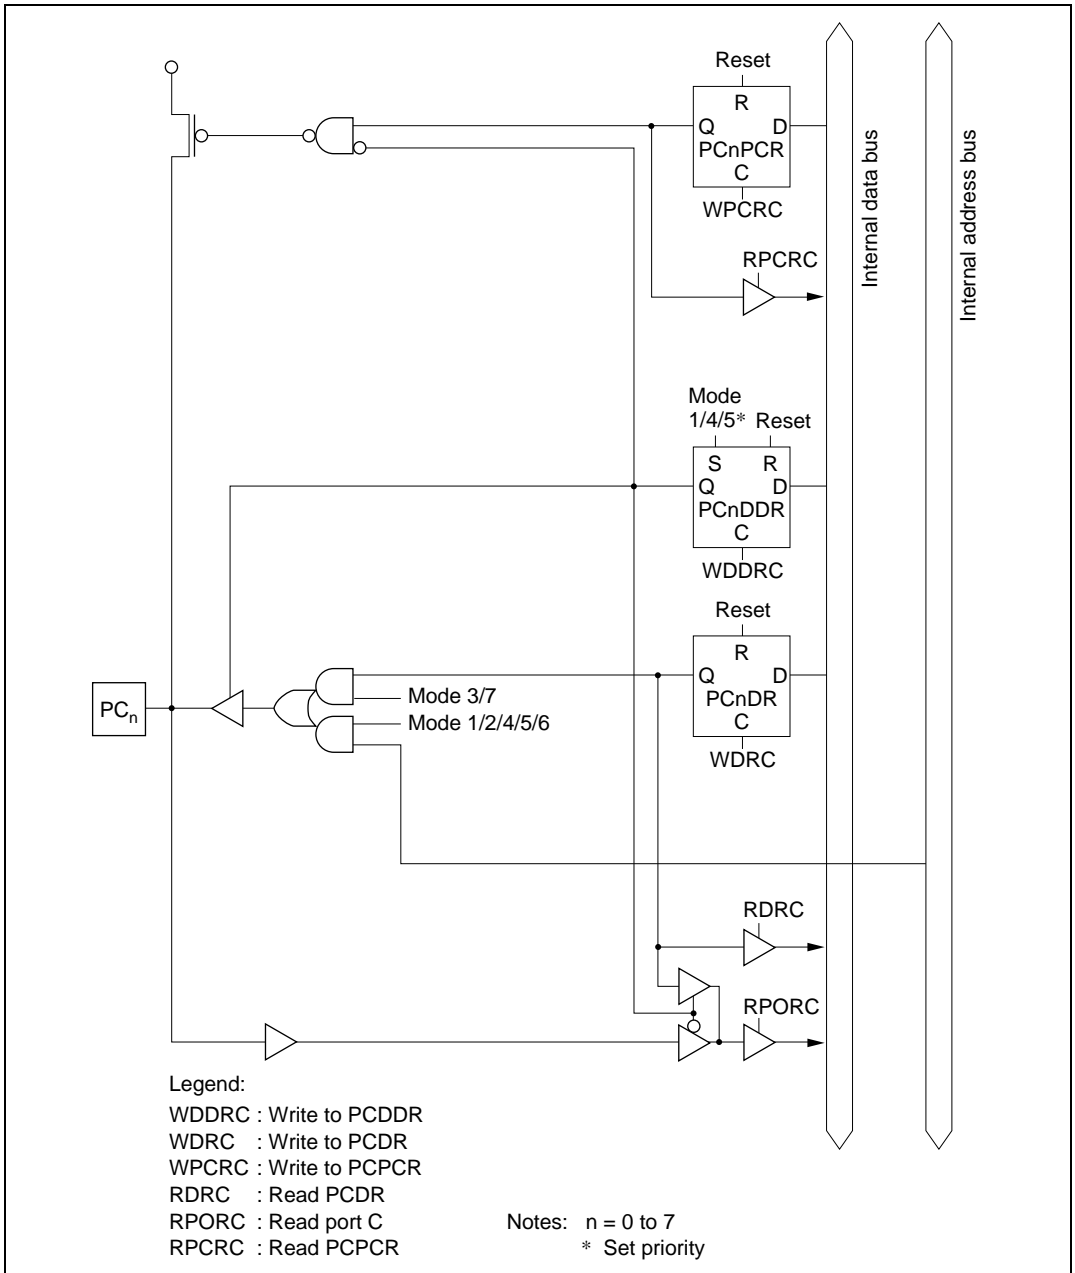 Reset
R
Q D
PCnPCR
C
WPCRC
RPCRC
Internal data bus
Internal address bus
Mode
1/4/5* Reset
S R
Q D
PCnDDR
C
WDDRC
Reset
R
Q D
PCnDR
C
WDRC
Mode 3/7
Mode 1/2/4/5/6
PCn
RDRC
RPORC
Legend:
WDDRC : Write to PCDDR
WDRC : Write to PCDR
WPCRC : Write to PCPCR
RDRC : Read PCDR
RPORC : Read port C
RPCRC : Read PCPCR
Notes: n = 0 to 7
* Set priority